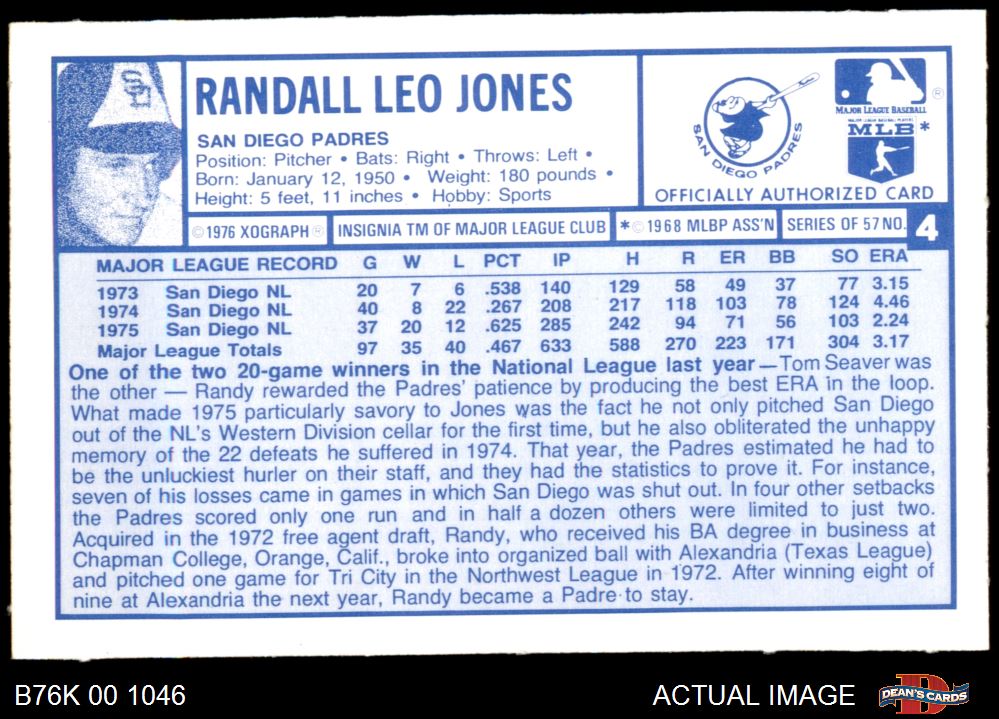 SD
RANDALL LEO JONES
SAN DIEGO PADRES
Position: Pitcher • Bats: Right • Throws: Left •
Born: January 12, 1950 • Weight: 180 pounds •
Height: 5 feet, 11 inches • Hobby: Sports
SAN DIEGO PADRES
MAJOR LEAGUE BASEBALL ®
MAJOR LEAGUE BASEBALL PLAYERS
MLB *
OFFICIALLY AUTHORIZED CARD
© 1976 XOGRAPH ®
INSIGNIA TM OF MAJOR LEAGUE CLUB
* © 1968 MLBP ASS'N
SERIES OF 57 NO. 4
MAJOR LEAGUE RECORD G W L PCT IP H R ER BB SO ERA
1973 San Diego NL 20 7 6 .538 140 129 58 49 37 77 3.15
1974 San Diego NL 40 8 22 .267 208 217 118 103 78 124 4.46
1975 San Diego NL 37 20 12 .625 285 242 94 71 56 103 2.24
Major League Totals 97 35 40 .467 633 588 270 223 171 304 3.17
One of the two 20-game winners in the National League last year — Tom Seaver was
the other — Randy rewarded the Padres' patience by producing the best ERA in the loop.
What made 1975 particularly savory to Jones was the fact he not only pitched San Diego
out of the NL's Western Division cellar for the first time, but he also obliterated the unhappy
memory of the 22 defeats he suffered in 1974. That year, the Padres estimated he had to
be the unluckiest hurler on their staff, and they had the statistics to prove it. For instance,
seven of his losses came in games in which San Diego was shut out. In four other setbacks
the Padres scored only one run and in half a dozen others were limited to just two.
Acquired in the 1972 free agent draft, Randy, who received his BA degree in business at
Chapman College, Orange, Calif., broke into organized ball with Alexandria (Texas League)
and pitched one game for Tri City in the Northwest League in 1972. After winning eight of
nine at Alexandria the next year, Randy became a Padre to stay.
B76K 00 1046
ACTUAL IMAGE
DEAN'S CARDS